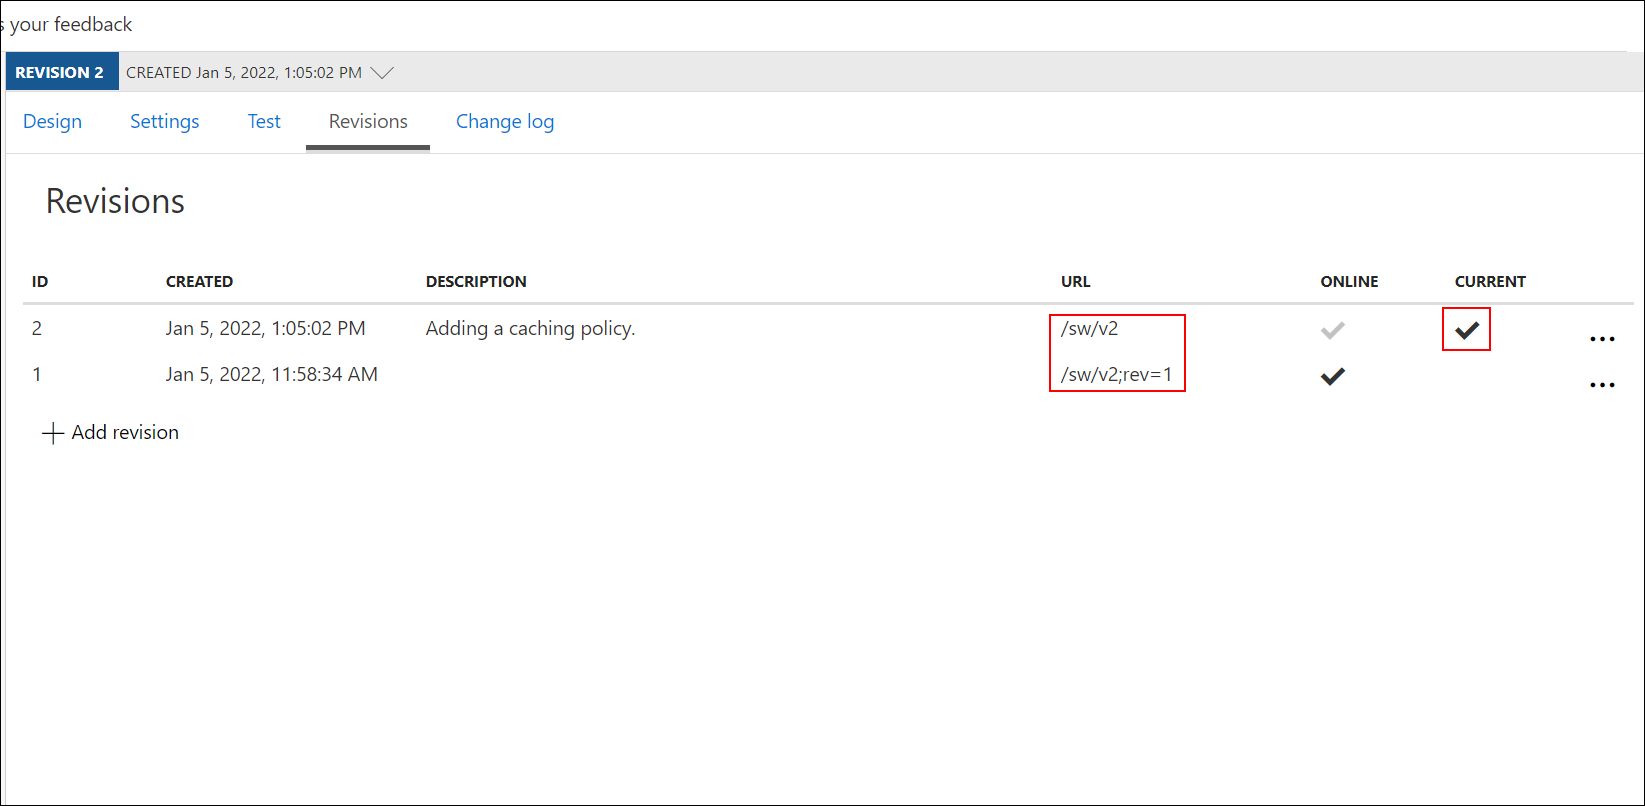 s your feedback
REVISION 2 CREATED Jan 5, 2022, 1:05:02 PM
Design Settings Test Revisions Change log
Revisions
ID CREATED DESCRIPTION URL ONLINE CURRENT
2 Jan 5, 2022, 1:05:02 PM Adding a caching policy. /sw/v2
1 Jan 5, 2022, 11:58:34 AM /sw/v2;rev=1
Add revision